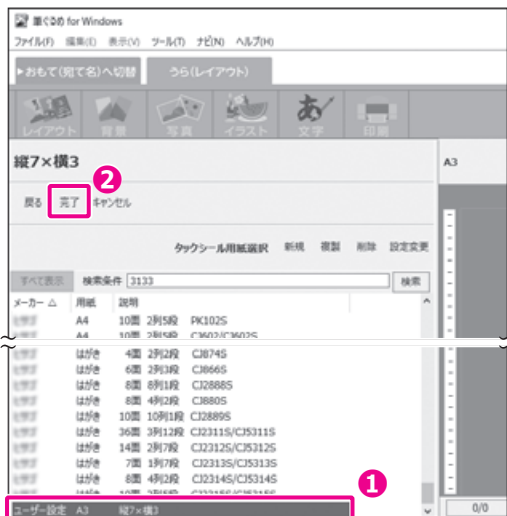 筆ぐるめ for Windows
ファイル(F) 編集(E) 表示(V) ツール(T) ナビ(N) ヘルプ(H)
▸おもて(宛て名)へ切替 うら(レイアウト)
レイアウト 背景 写真 イラスト 文字 印刷
縦7×横3 A3
2
戻る 完了 キャンセル
タックシール用紙選択 新規 複製 削除 設定変更
すべて表示 検索条件 3133 検索
メーカー △ 用紙 説明
A4 10面 2列5段 PK102S
A4 10面 2列5段 CJ602/CJ602S
はがき 4面 2列2段 CJ874S
はがき 6面 2列3段 CJ866S
はがき 8面 8列1段 CJ2888S
はがき 8面 4列2段 CJ880S
はがき 10面 10列1段 CJ2889S
はがき 36面 3列12段 CJ2311S/CJ5311S
はがき 14面 2列7段 CJ2312S/CJ5312S
はがき 7面 1列7段 CJ2313S/CJ5313S
はがき 8面 4列2段 CJ2314S/CJ5314S
はがき 10面 2列5段 CJ2315S/CJ5315S
1
ユーザー設定 A3 縦7×横3
0/0